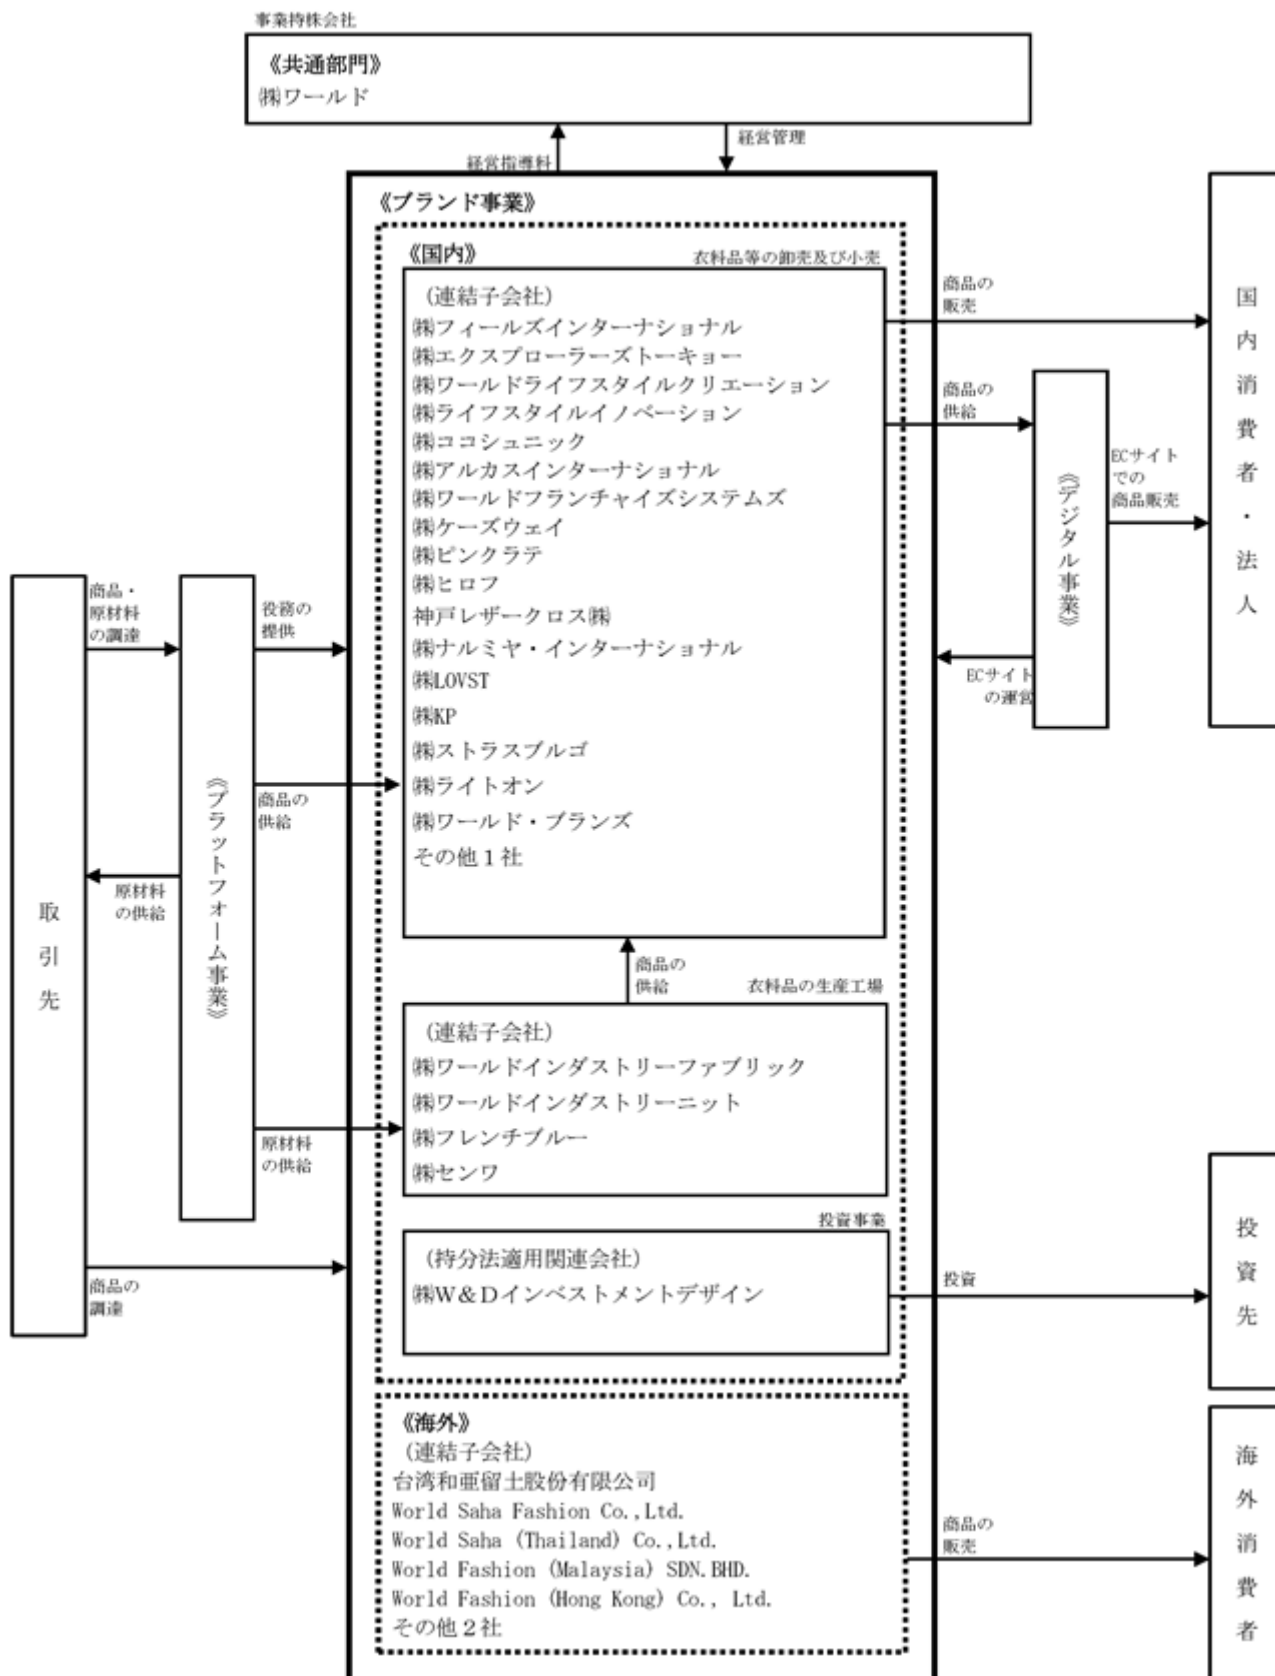 事業持株会社
《共通部門》
㈱ワールド
経営指導料
経営管理
《ブランド事業》
《国内》
衣料品等の卸売及び小売
(連結子会社)
㈱フィールズインターナショナル
㈱エクスプローラーズトーキョー
㈱ワールドライフスタイルクリエーション
㈱ライフスタイルイノベーション
㈱ココシュニック
㈱アルカスインターナショナル
㈱ワールドフランチャイズシステムズ
㈱ケーズウェイ
㈱ピンクラテ
㈱ヒロフ
神戸レザークロス㈱
㈱ナルミヤ・インターナショナル
㈱LOVST
㈱KP
㈱ストラスブルゴ
㈱ライトオン
㈱ワールド・ブランズ
その他１社
商品の
供給
衣料品の生産工場
(連結子会社)
㈱ワールドインダストリーファブリック
㈱ワールドインダストリーニット
㈱フレンチブルー
㈱センワ
投資事業
(持分法適用関連会社)
㈱Ｗ＆Ｄインベストメントデザイン
《海外》
(連結子会社)
台湾和亜留土股份有限公司
World Saha Fashion Co.,Ltd.
World Saha (Thailand) Co.,Ltd.
World Fashion (Malaysia) SDN.BHD.
World Fashion (Hong Kong) Co., Ltd.
その他２社
取引先
商品・
原材料
の調達
原材料
の供給
商品の
調達
《プラットフォーム事業》
役務の
提供
商品の
供給
原材料
の供給
商品の
販売
商品の
供給
《デジタル事業》
ECサイト
での
商品販売
ECサイト
の運営
国内消費者・法人
投資
投資先
商品の
販売
海外消費者